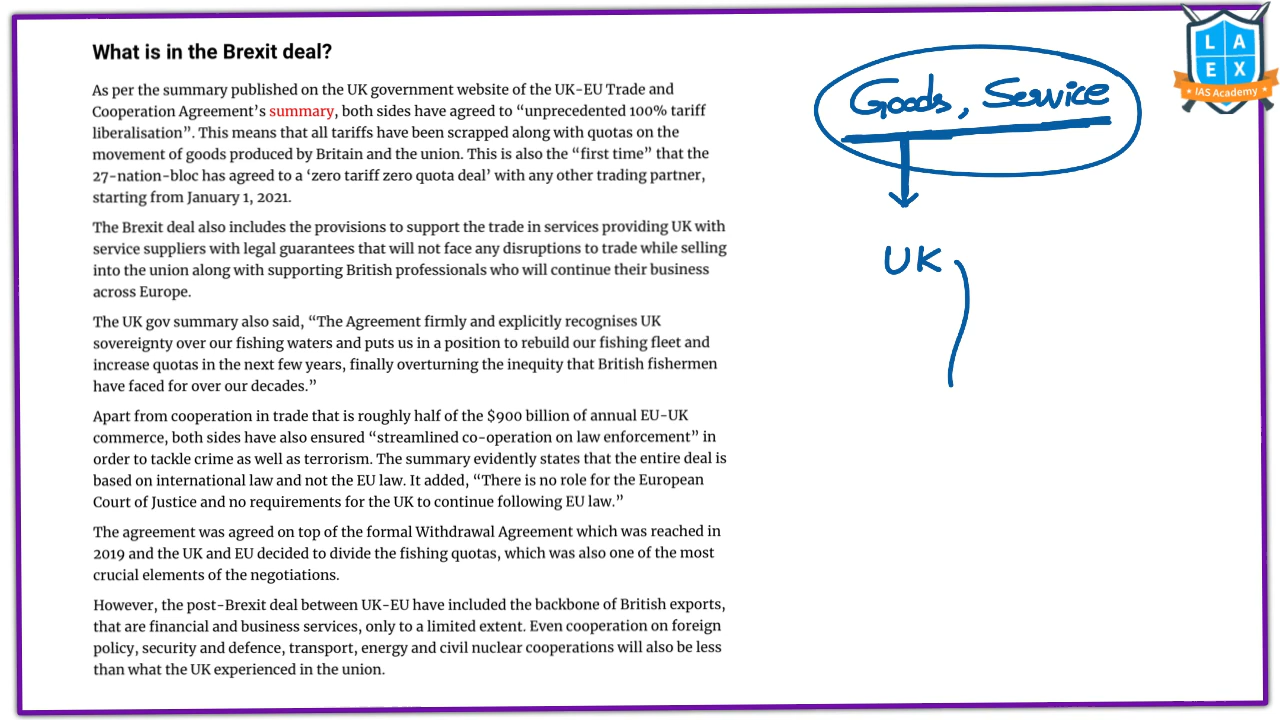 What is in the Brexit deal?
As per the summary published on the UK government website of the UK-EU Trade and
Cooperation Agreement’s summary, both sides have agreed to “unprecedented 100% tariff
liberalisation”. This means that all tariffs have been scrapped along with quotas on the
movement of goods produced by Britain and the union. This is also the “first time” that the
27-nation-bloc has agreed to a ‘zero tariff zero quota deal’ with any other trading partner,
starting from January 1, 2021.
The Brexit deal also includes the provisions to support the trade in services providing UK with
service suppliers with legal guarantees that will not face any disruptions to trade while selling
into the union along with supporting British professionals who will continue their business
across Europe.
The UK gov summary also said, “The Agreement firmly and explicitly recognises UK
sovereignty over our fishing waters and puts us in a position to rebuild our fishing fleet and
increase quotas in the next few years, finally overturning the inequity that British fishermen
have faced for over our decades.”
Apart from cooperation in trade that is roughly half of the $900 billion of annual EU-UK
commerce, both sides have also ensured “streamlined co-operation on law enforcement” in
order to tackle crime as well as terrorism. The summary evidently states that the entire deal is
based on international law and not the EU law. It added, “There is no role for the European
Court of Justice and no requirements for the UK to continue following EU law.”
The agreement was agreed on top of the formal Withdrawal Agreement which was reached in
2019 and the UK and EU decided to divide the fishing quotas, which was also one of the most
crucial elements of the negotiations.
However, the post-Brexit deal between UK-EU have included the backbone of British exports,
that are financial and business services, only to a limited extent. Even cooperation on foreign
policy, security and defence, transport, energy and civil nuclear cooperations will also be less
than what the UK experienced in the union.
Goods, Service
UK
L A
E X
IAS Academy